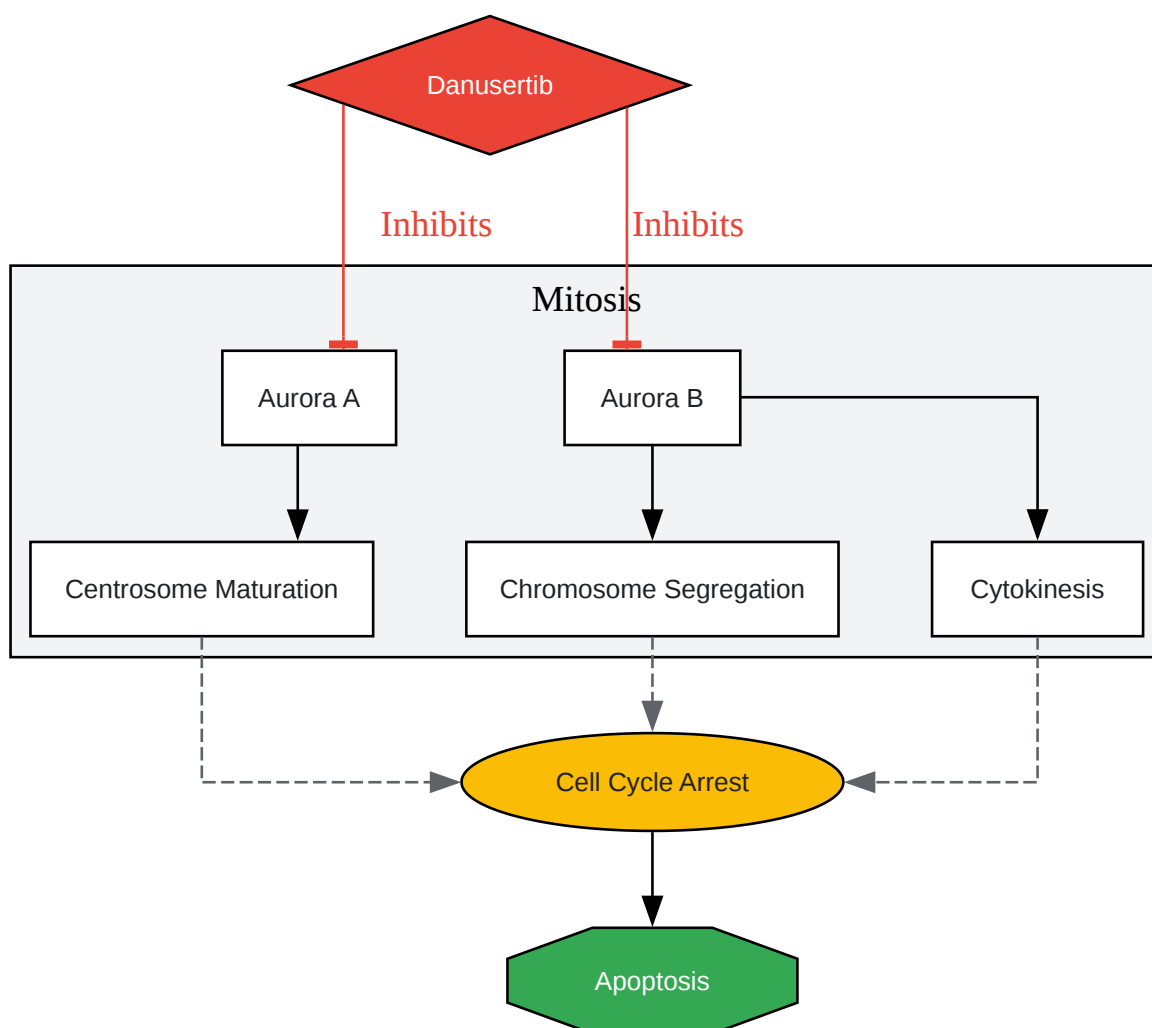 Danusertib
Inhibits
Inhibits
Mitosis
Aurora A
Aurora B
Centrosome Maturation
Chromosome Segregation
Cytokinesis
Cell Cycle Arrest
Apoptosis